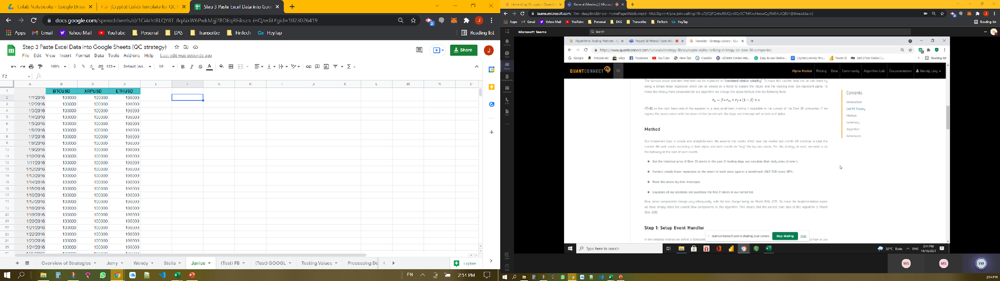 Colab Notebooks - Google Drive
(Crypto) Colab Template for QC E
Step 3 Paste Excel Data into Goog
docs.google.com/spreadsheets/d/1Ci4rhtRLQY8T_8qAixW6PwkMijj7BOEqRFikszn_iHQ/edit#gid=1023026419
Apps Gmail Yahoo Mail YouTube Personal DAS Transcribe FinTech HeyTap Reading list
Step 3 Paste Excel Data into Google Sheets (QC strategy)
File Edit View Insert Format Data Tools Add-ons Help Last edit was seconds ago
Share
J
100% $ % .0 .00 123 Default (Ari... 10 B I S A
F2 fx
A B C D E F G H I J K L M N O
1 BTCUSD XRPUSD ETHUSD
2 1/1/2016 100000 100000 100000
3 1/2/2016 100000 100000 100000
4 1/3/2016 100000 100000 100000
5 1/4/2016 100000 100000 100000
6 1/5/2016 100000 100000 100000
7 1/6/2016 100000 100000 100000
8 1/7/2016 100000 100000 100000
9 1/8/2016 100000 100000 100000
10 1/9/2016 100000 100000 100000
11 1/10/2016 100000 100000 100000
12 1/11/2016 100000 100000 100000
13 1/12/2016 100000 100000 100000
14 1/13/2016 100000 100000 100000
15 1/14/2016 100000 100000 100000
16 1/15/2016 100000 100000 100000
17 1/16/2016 100000 100000 100000
18 1/17/2016 100000 100000 100000
19 1/18/2016 100000 100000 100000
20 1/19/2016 100000 100000 100000
21 1/20/2016 100000 100000 100000
22 1/21/2016 100000 100000 100000
23 1/22/2016 100000 100000 100000
24 1/23/2016 100000 100000 100000
25 1/24/2016 100000 100000 100000
Overview of Strategies Jerry Wendy Stella Janice (Test) FB (Test) GOOGL Testing Values Processing Dc Explore
EN 2:14 PM
clone of: qc19: crypto - QuantCon
General (Meeting) | Microsof
Apps Gmail Yahoo Mail YouTube Personal DAS Transcribe FinTech HeyTap Reading list
Microsoft Teams
Search
Activity
Chat
Teams
Assignments
Calendar
Calls
Files
Apps
Help
Algorithmic Trading Platform - Q
Project 5B Weekly Team Mee
Tutorials - Strategy Library - Qua
https://www.quantconnect.com/tutorials/strategy-library/capm-alpha-ranking-strategy-on-dow-30-companies
Google Amazon.de eBay Facebook YouTube New Tab ClassDo eZhishi: Online Inte... Easy to use Online... Cryptocurrency Pric... Power BI edX | Free Online C... Reading list
QUANTCONNECT
Alpha Market Pricing Data Community Algorithm Lab Documentation Wendy Ling
The formula above indicates that beta can be explained as "correlated relative volatility". To make this simpler, beta can be calculated by
doing a simple linear regression which can be viewed as a factor to explain the return, and the tracking error can represent alpha. To
make this theory more convenient for our algorithm, we change the above formula into the following form:
rₐ = β * rₘ + r_f * (1 − β) + ϵ
r*(1-β) on the right hand side of the equation is a very small item, making it negligible in the context of the Dow 30 companies. If we
regress the stocks return with the return of the benchmark, the slope and intercept will be beta and alpha.
Contents
Introduction
CAPM Theory
Method
Summary
Algorithm
References
Method
Our investment logic is simple and straightforward. We assume that stocks which beat the market last month will continue to beat the
market. We rank stocks according to their alpha and each month we "long" the top two stocks. For this strategy to work, we need to do
the following at the start of each month:
Get the historical price of Dow 30 stocks in the past 21 trading days and calculate their daily rates of return.
Conduct simple linear regression on the return of each stock against a benchmark (S&P 500 Index, SPY).
Rank the stocks by their intercepts.
Liquidate all our positions and purchase the first 2 stocks in our sorted list.
Dow Jones components change very infrequently, with the last change being on March 19th, 2015. To make the implementation easier
we have simply listed the current Dow components in this algorithm. This means that the earliest start date of this algorithm is March
19th, 2015.
Step 1: Setup Event Handler
In the initialize method we define a Schedule
teams.microsoft.com is sharing your screen. Stop sharing Hide
ut how to use
Type here to search
32°C Rain ENG 2:14 PM
14/10/2021
WS MS YM
2:14 PM